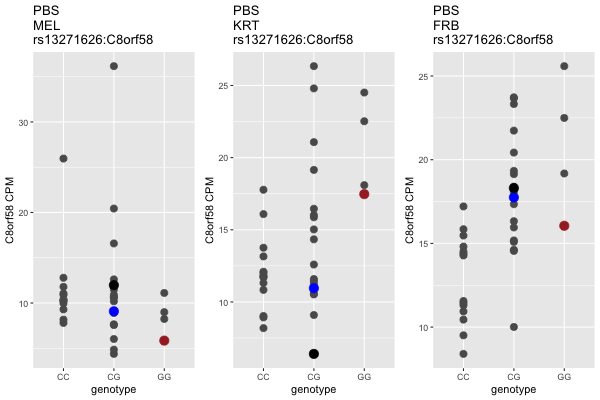 PBS
MEL
rs13271626:C8orf58
C8orf58 CPM
30
20
10
CC CG GG
genotype
PBS
KRT
rs13271626:C8orf58
C8orf58 CPM
25
20
15
10
CC CG GG
genotype
PBS
FRB
rs13271626:C8orf58
C8orf58 CPM
25
20
15
10
CC CG GG
genotype